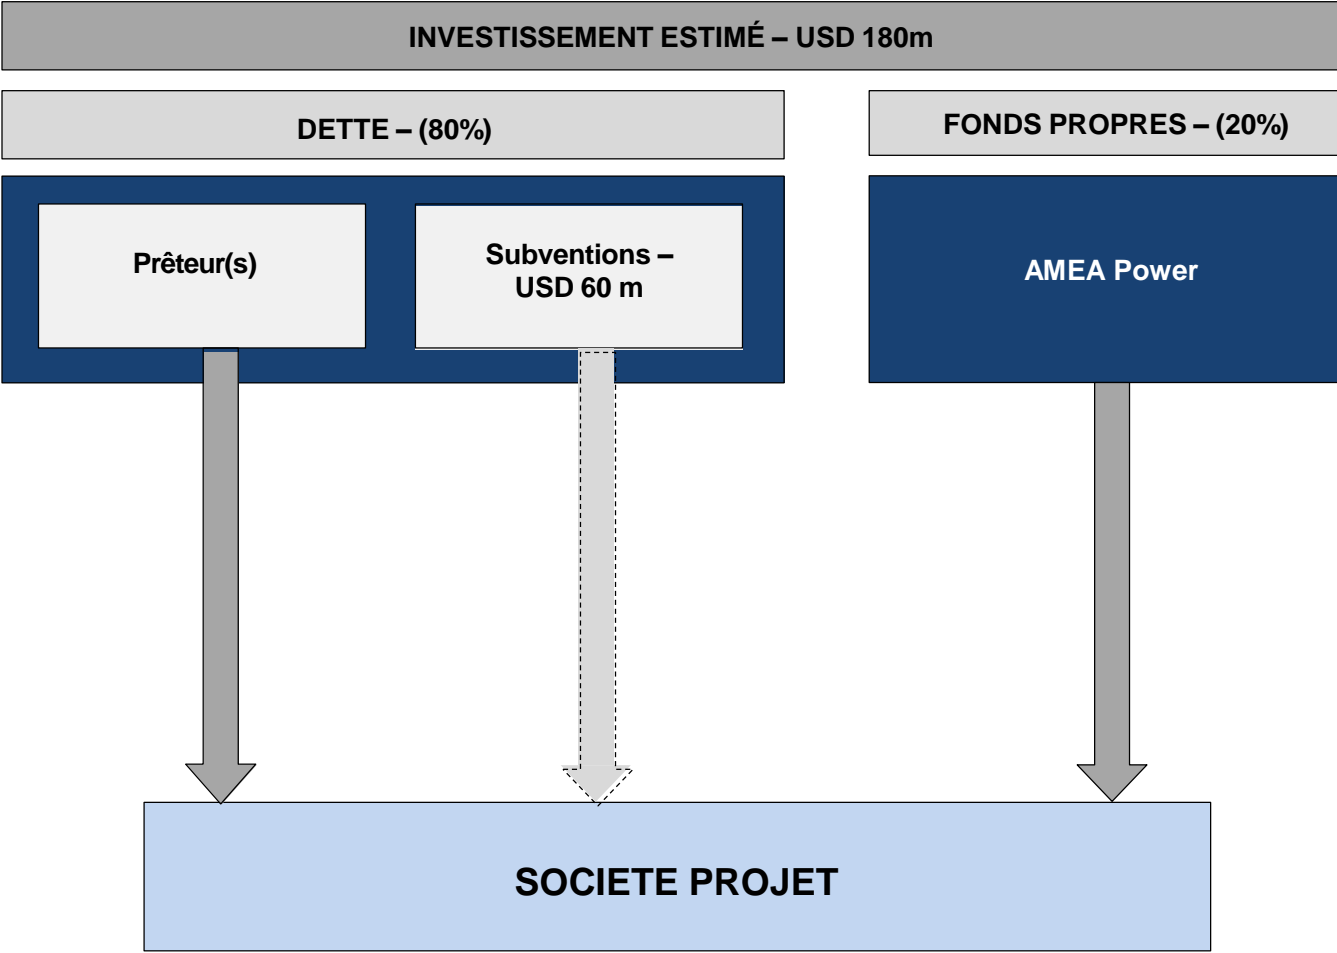 INVESTISSEMENT ESTIMÉ – USD 180m
DETTE – (80%)
FONDS PROPRES – (20%)
Prêteur(s)
Subventions –
USD 60 m
AMEA Power
SOCIETE PROJET